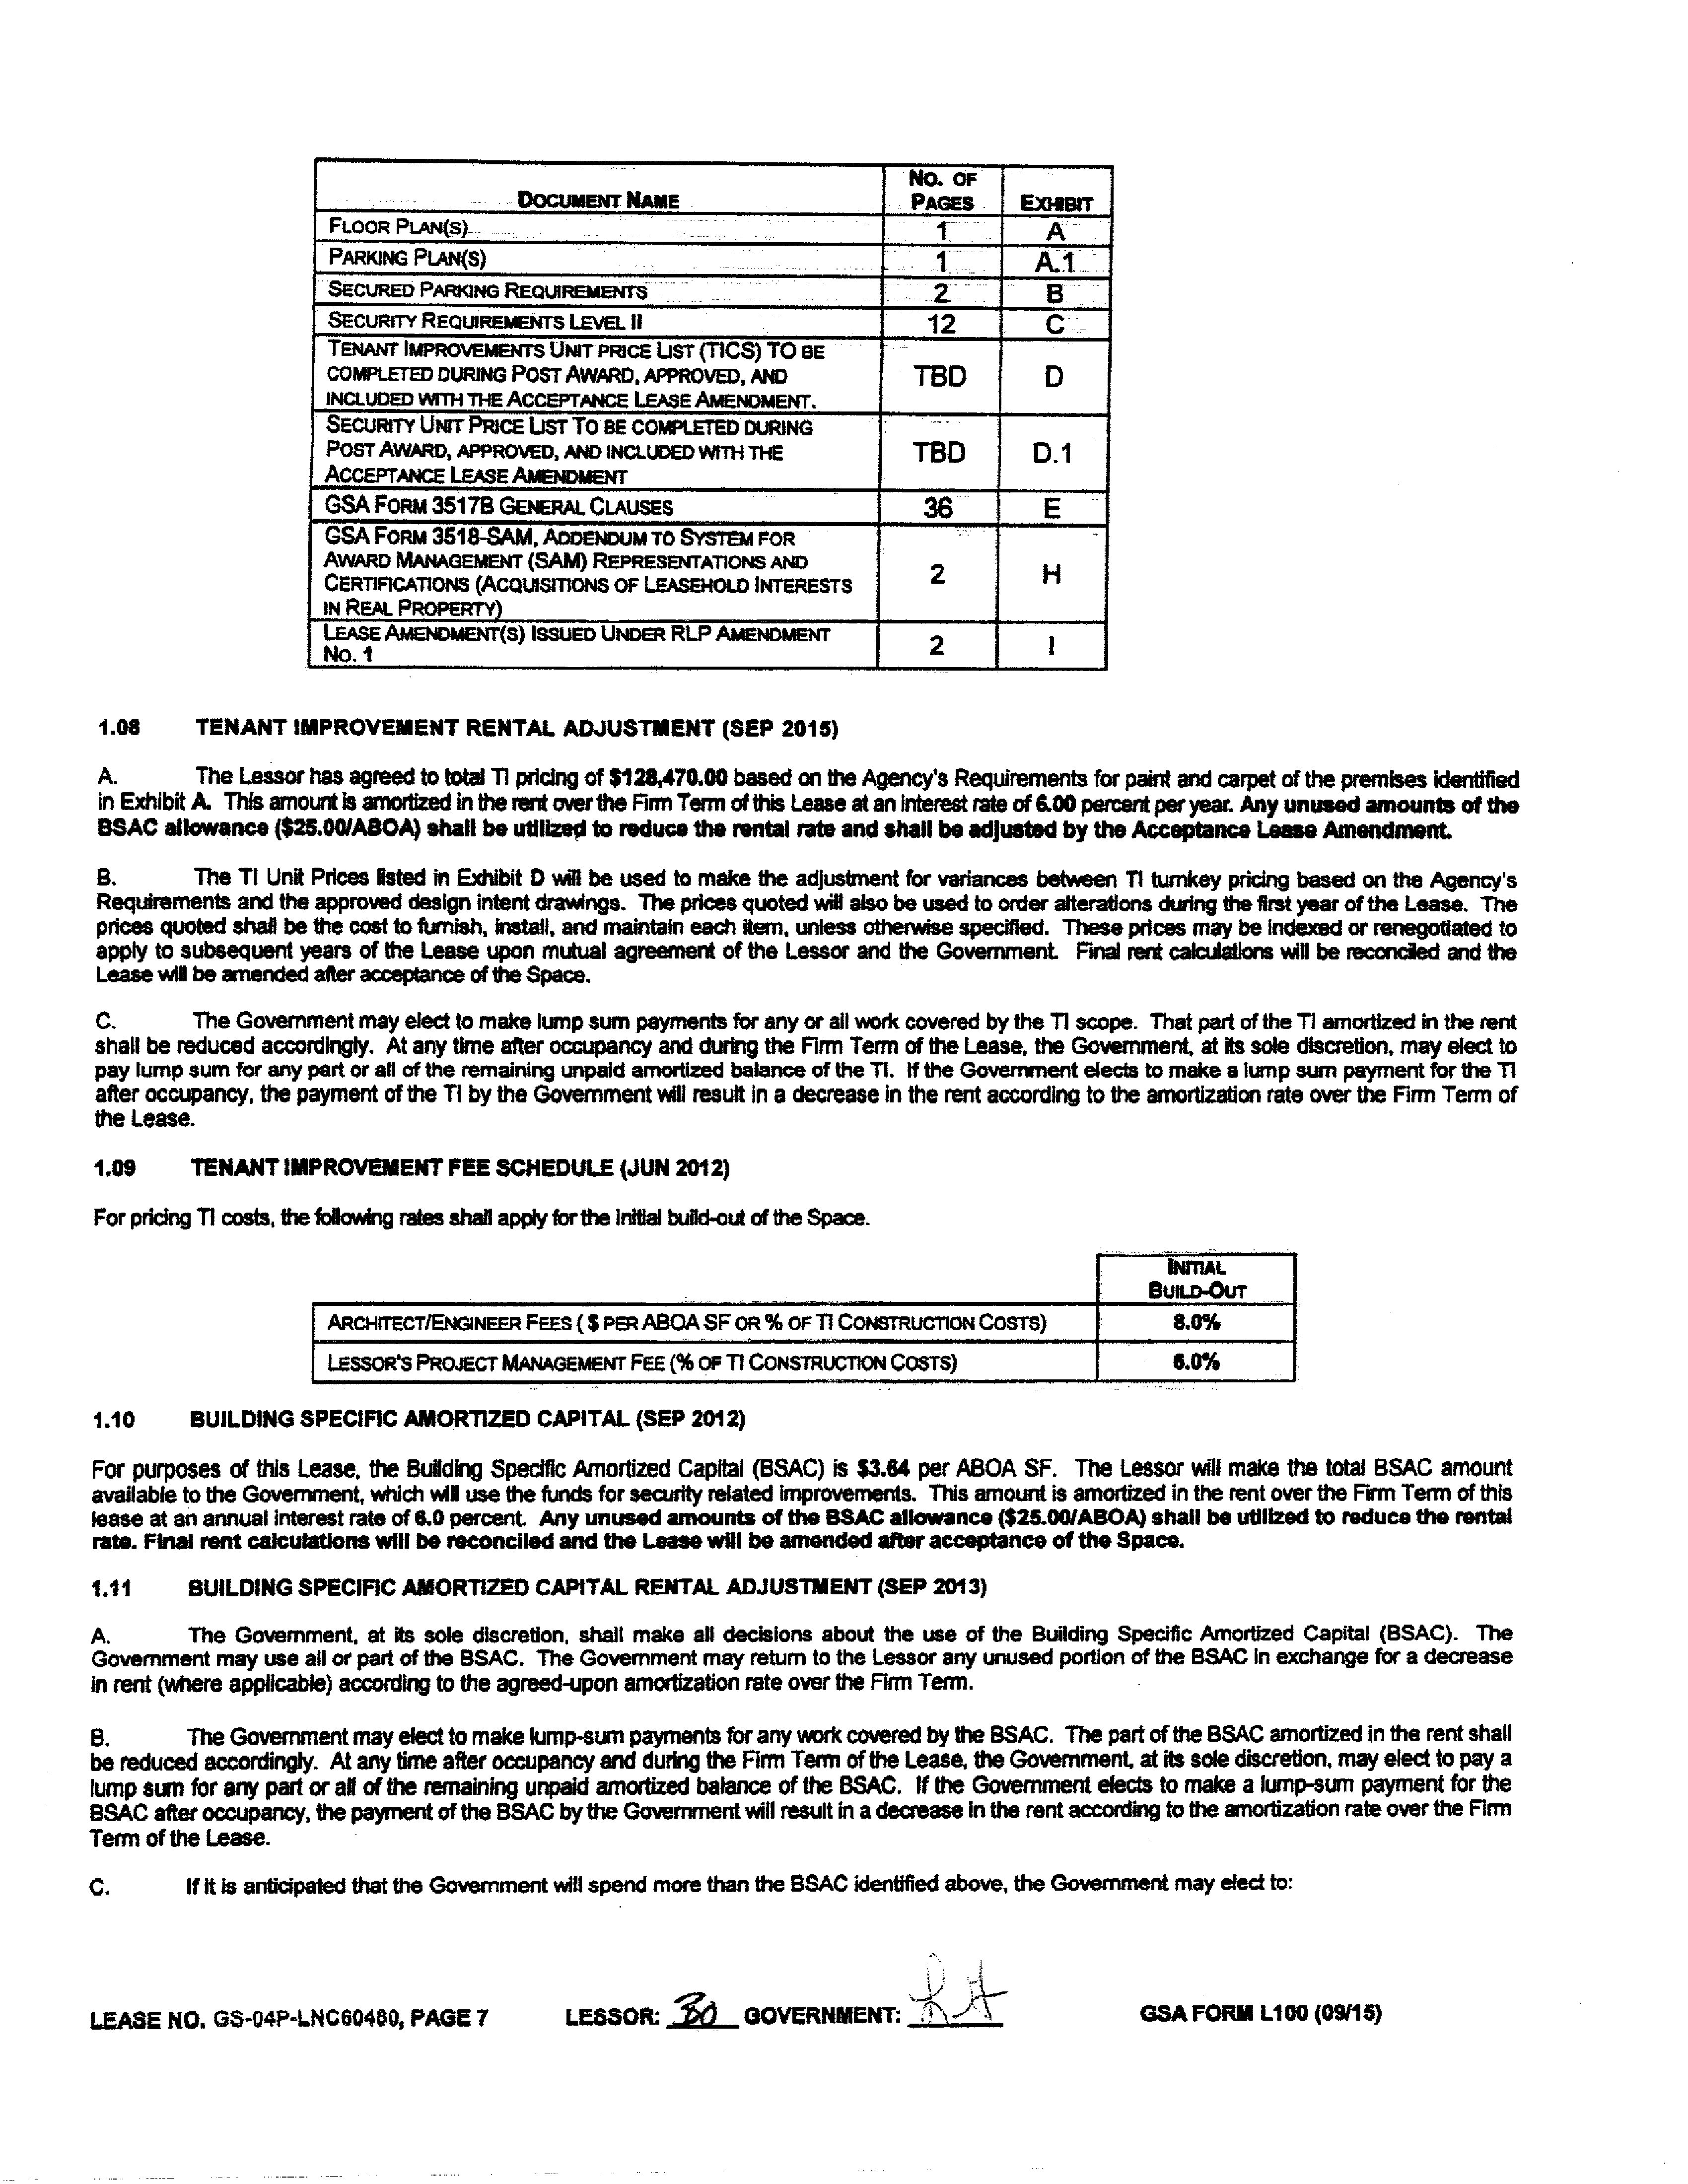 DOCUMENT NAME NO. OF PAGES EXHIBIT
FLOOR PLAN(S) 1 A
PARKING PLAN(S) 1 A.1
SECURED PARKING REQUIREMENTS 2 B
SECURITY REQUIREMENTS LEVEL II 12 C
TENANT IMPROVEMENTS UNIT PRICE LIST (TICS) TO BE
COMPLETED DURING POST AWARD, APPROVED, AND
INCLUDED WITH THE ACCEPTANCE LEASE AMENDMENT. TBD D
SECURITY UNIT PRICE LIST TO BE COMPLETED DURING
POST AWARD, APPROVED, AND INCLUDED WITH THE
ACCEPTANCE LEASE AMENDMENT TBD D.1
GSA FORM 3517B GENERAL CLAUSES 36 E
GSA FORM 3518-SAM, ADDENDUM TO SYSTEM FOR
AWARD MANAGEMENT (SAM) REPRESENTATIONS AND
CERTIFICATIONS (ACQUISITIONS OF LEASEHOLD INTERESTS
IN REAL PROPERTY) 2 H
LEASE AMENDMENT(S) ISSUED UNDER RLP AMENDMENT
NO. 1 2 I
1.08 TENANT IMPROVEMENT RENTAL ADJUSTMENT (SEP 2015)
A. The Lessor has agreed to total TI pricing of $128,470.00 based on the Agency's Requirements for paint and carpet of the premises identified
in Exhibit A. This amount is amortized in the rent over the Firm Term of this Lease at an interest rate of 6.00 percent per year. Any unused amounts of the
BSAC allowance ($25.00/ABOA) shall be utilized to reduce the rental rate and shall be adjusted by the Acceptance Lease Amendment.
B. The TI Unit Prices listed in Exhibit D will be used to make the adjustment for variances between TI turnkey pricing based on the Agency's
Requirements and the approved design intent drawings. The prices quoted will also be used to order alterations during the first year of the Lease. The
prices quoted shall be the cost to furnish, install, and maintain each item, unless otherwise specified. These prices may be indexed or renegotiated to
apply to subsequent years of the Lease upon mutual agreement of the Lessor and the Government. Final rent calculations will be reconciled and the
Lease will be amended after acceptance of the Space.
C. The Government may elect to make lump sum payments for any or all work covered by the TI scope. That part of the TI amortized in the rent
shall be reduced accordingly. At any time after occupancy and during the Firm Term of the Lease, the Government, at its sole discretion, may elect to
pay lump sum for any part or all of the remaining unpaid amortized balance of the TI. If the Government elects to make a lump sum payment for the TI
after occupancy, the payment of the TI by the Government will result in a decrease in the rent according to the amortization rate over the Firm Term of
the Lease.
1.09 TENANT IMPROVEMENT FEE SCHEDULE (JUN 2012)
For pricing TI costs, the following rates shall apply for the initial build-out of the Space.
INITIAL
BUILD-OUT
ARCHITECT/ENGINEER FEES ( $ PER ABOA SF OR % OF TI CONSTRUCTION COSTS) 8.0%
LESSOR'S PROJECT MANAGEMENT FEE (% OF TI CONSTRUCTION COSTS) 6.0%
1.10 BUILDING SPECIFIC AMORTIZED CAPITAL (SEP 2012)
For purposes of this Lease, the Building Specific Amortized Capital (BSAC) is $3.64 per ABOA SF. The Lessor will make the total BSAC amount
available to the Government, which will use the funds for security related improvements. This amount is amortized in the rent over the Firm Term of this
lease at an annual interest rate of 6.0 percent. Any unused amounts of the BSAC allowance ($25.00/ABOA) shall be utilized to reduce the rental
rate. Final rent calculations will be reconciled and the Lease will be amended after acceptance of the Space.
1.11 BUILDING SPECIFIC AMORTIZED CAPITAL RENTAL ADJUSTMENT (SEP 2013)
A. The Government, at its sole discretion, shall make all decisions about the use of the Building Specific Amortized Capital (BSAC). The
Government may use all or part of the BSAC. The Government may return to the Lessor any unused portion of the BSAC in exchange for a decrease
in rent (where applicable) according to the agreed-upon amortization rate over the Firm Term.
B. The Government may elect to make lump-sum payments for any work covered by the BSAC. The part of the BSAC amortized in the rent shall
be reduced accordingly. At any time after occupancy and during the Firm Term of the Lease, the Government, at its sole discretion, may elect to pay a
lump sum for any part or all of the remaining unpaid amortized balance of the BSAC. If the Government elects to make a lump-sum payment for the
BSAC after occupancy, the payment of the BSAC by the Government will result in a decrease in the rent according to the amortization rate over the Firm
Term of the Lease.
C. If it is anticipated that the Government will spend more than the BSAC identified above, the Government may elect to:
LEASE NO. GS-04P-LNC60480, PAGE 7 LESSOR: GOVERNMENT: GSA FORM L100 (09/15)